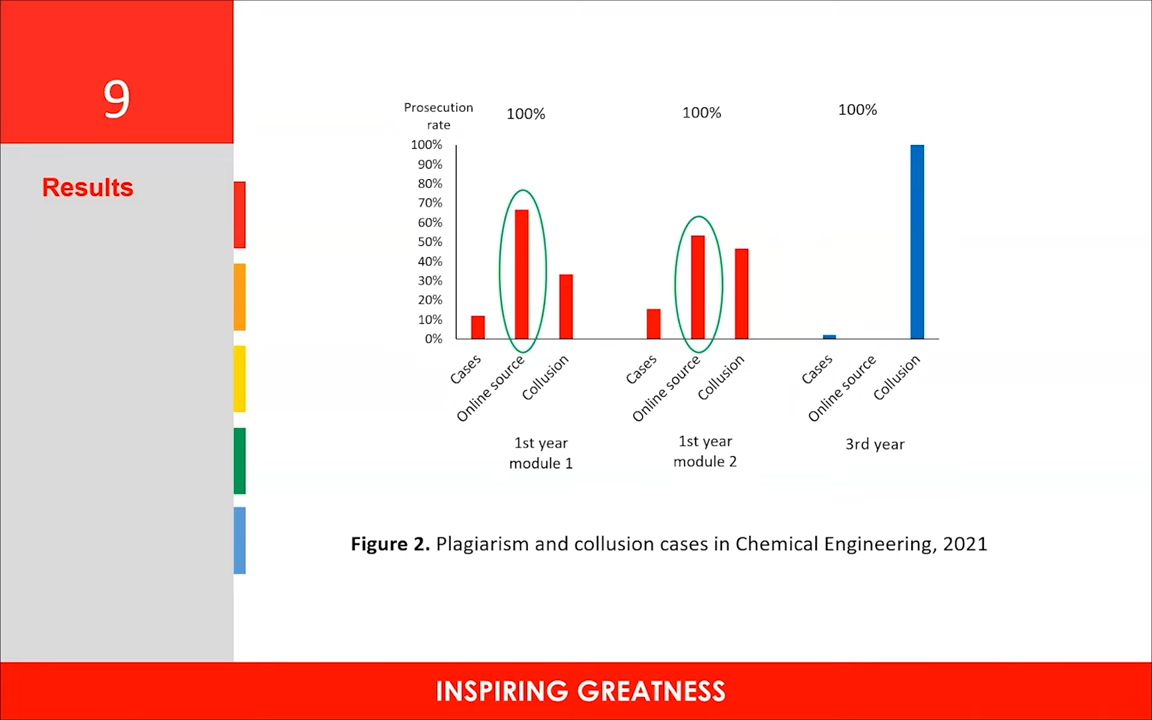 9
Results
Prosecution
rate
100%
100%
100%
100%
90%
80%
70%
60%
50%
40%
30%
20%
10%
0%
Cases
Online source
Collusion
Cases
Online source
Collusion
Cases
Online source
Collusion
1st year
module 1
1st year
module 2
3rd year
Figure 2. Plagiarism and collusion cases in Chemical Engineering, 2021
INSPIRING GREATNESS